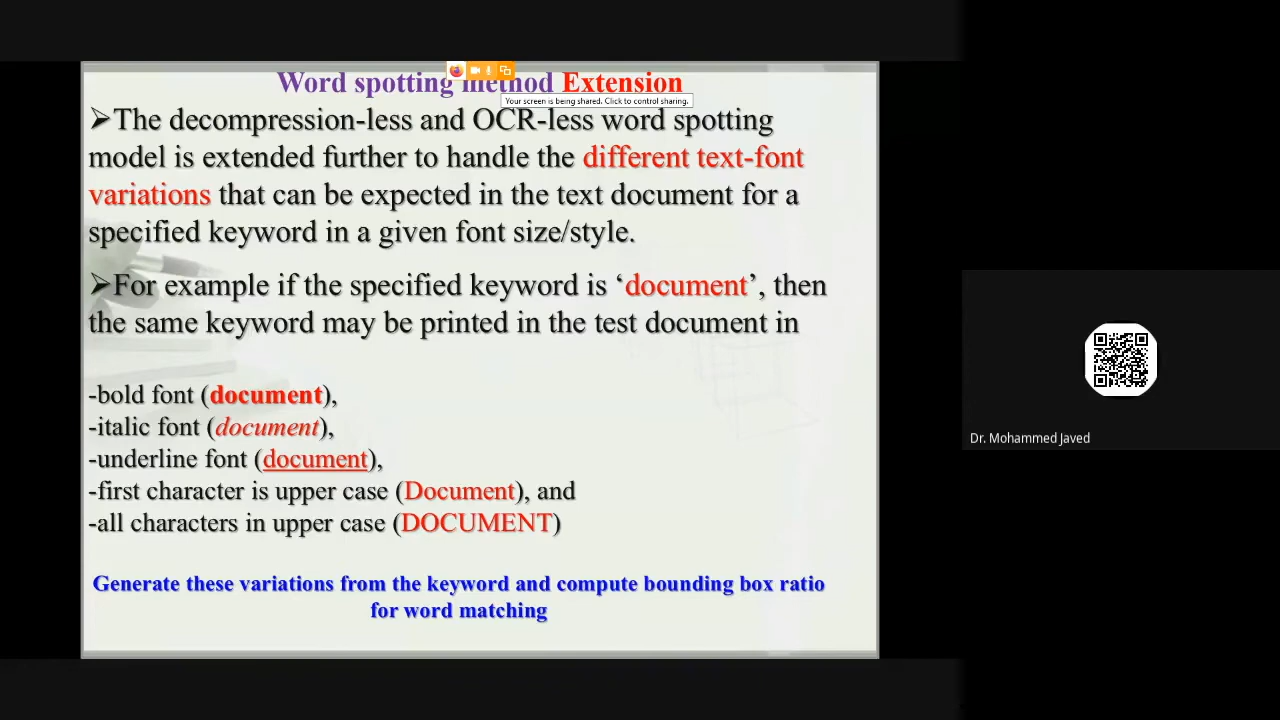 Word spotting method Extension
Your screen is being shared. Click to control sharing.
➢The decompression-less and OCR-less word spotting
model is extended further to handle the different text-font
variations that can be expected in the text document for a
specified keyword in a given font size/style.
➢For example if the specified keyword is ‘document’, then
the same keyword may be printed in the test document in
-bold font (document),
-italic font (document),
-underline font (document),
-first character is upper case (Document), and
-all characters in upper case (DOCUMENT)
Generate these variations from the keyword and compute bounding box ratio
for word matching
Dr. Mohammed Javed